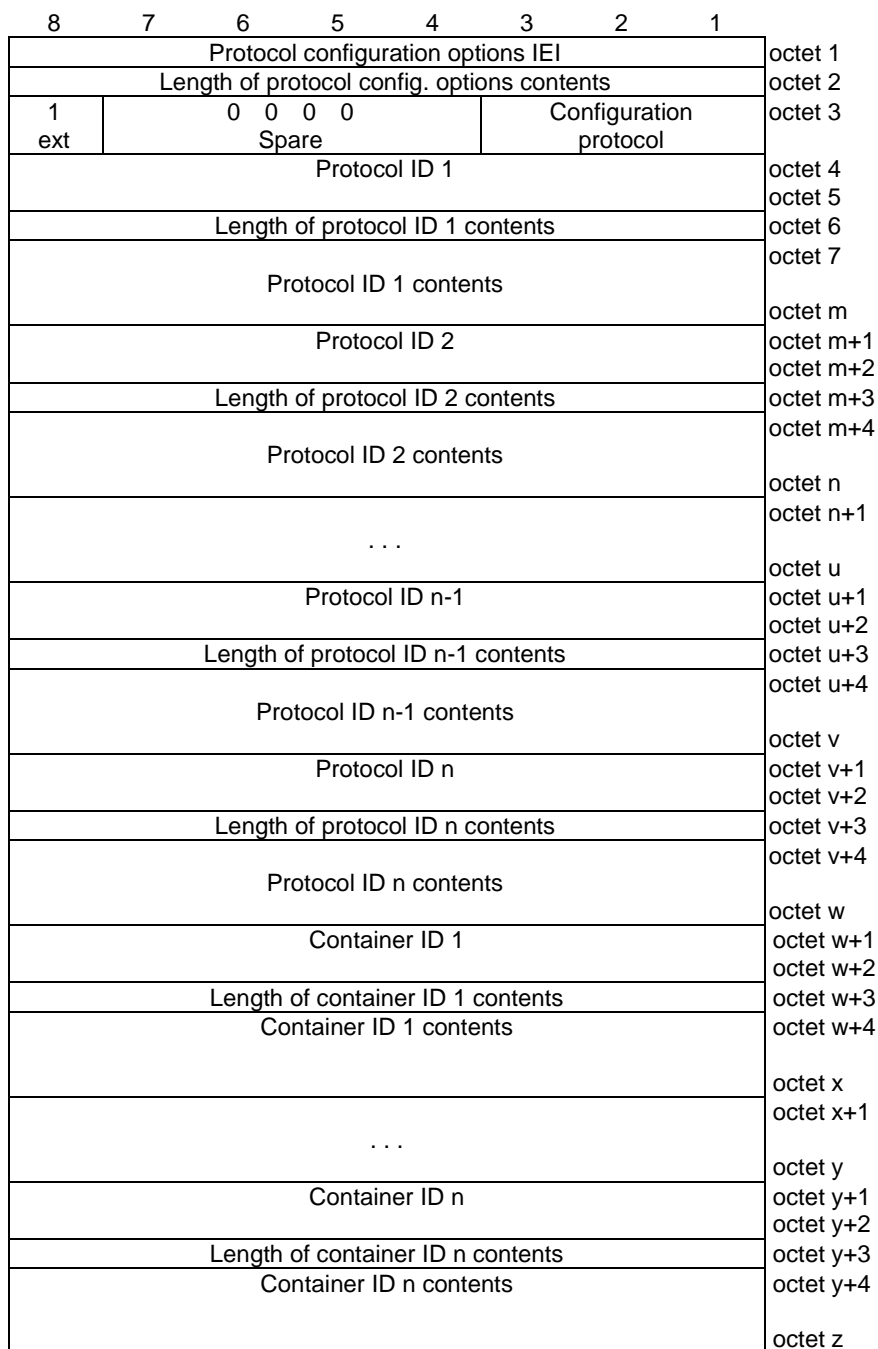 8 7 6 5 4 3 2 1
Protocol configuration options IEI octet 1
Length of protocol config. options contents octet 2
1 0 0 0 0 Configuration octet 3
ext Spare protocol
Protocol ID 1 octet 4
octet 5
Length of protocol ID 1 contents octet 6
octet 7
Protocol ID 1 contents
octet m
Protocol ID 2 octet m+1
octet m+2
Length of protocol ID 2 contents octet m+3
octet m+4
Protocol ID 2 contents
octet n
octet n+1
. . .
octet u
Protocol ID n-1 octet u+1
octet u+2
Length of protocol ID n-1 contents octet u+3
octet u+4
Protocol ID n-1 contents
octet v
Protocol ID n octet v+1
octet v+2
Length of protocol ID n contents octet v+3
octet v+4
Protocol ID n contents
octet w
Container ID 1 octet w+1
octet w+2
Length of container ID 1 contents octet w+3
Container ID 1 contents octet w+4
octet x
octet x+1
. . .
octet y
Container ID n octet y+1
octet y+2
Length of container ID n contents octet y+3
Container ID n contents octet y+4
octet z